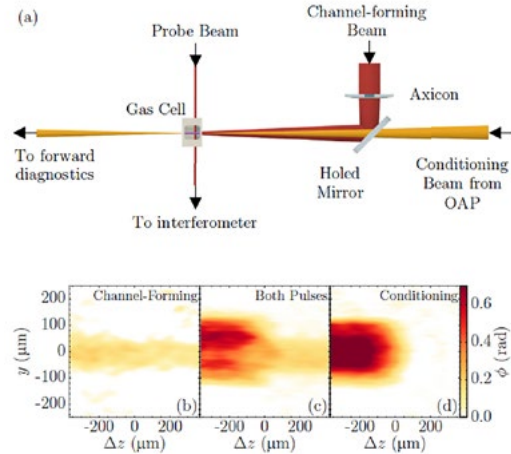 (a)
Channel-forming
Beam
Probe Beam
Axicon
Gas Cell
To forward
diagnostics
Holed
Mirror
Conditioning
Beam from
OAP
To interferometer
Channel-Forming
Both Pulses
Conditioning
200
100
0
-100
-200
y (μm)
(b)
(c)
(d)
-200 0 200
-200 0 200
-200 0 200
Δz (μm)
Δz (μm)
Δz (μm)
0.6
0.4
0.2
0.0
ϕ (rad)